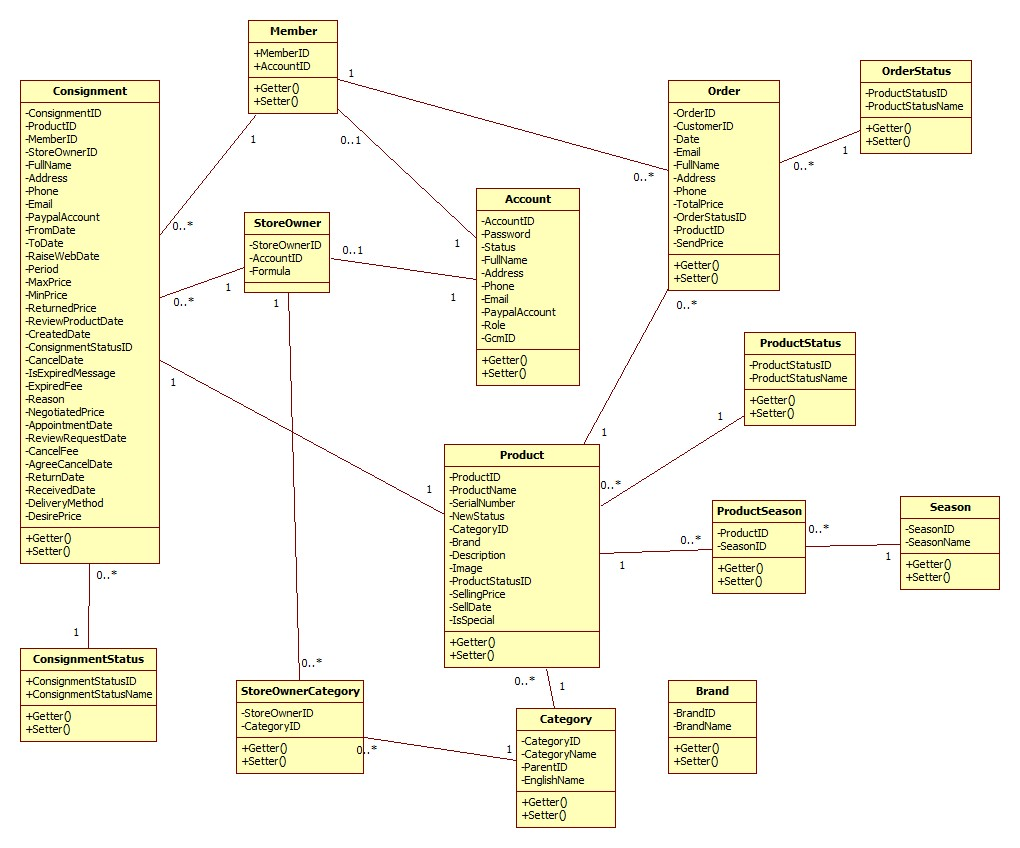 Member
+MemberID
+AccountID
+Getter()
+Setter()
1
1
0..1
0..*
Consignment
-ConsignmentID
-ProductID
-MemberID
-StoreOwnerID
-FullName
-Address
-Phone
-Email
-PaypalAccount
-FromDate
-ToDate
-RaiseWebDate
-Period
-MaxPrice
-MinPrice
-ReturnedPrice
-ReviewProductDate
-CreatedDate
-ConsignmentStatusID
-CancelDate
-IsExpiredMessage
-ExpiredFee
-Reason
-NegotiatedPrice
-AppointmentDate
-ReviewRequestDate
-CancelFee
-AgreeCancelDate
-ReturnDate
-ReceivedDate
-DeliveryMethod
-DesirePrice
+Getter()
+Setter()
0..*
0..*
1
0..*
1
ConsignmentStatus
+ConsignmentStatusID
+ConsignmentStatusName
+Getter()
+Setter()
StoreOwner
-StoreOwnerID
-AccountID
-Formula
0..1
1
1
Account
-AccountID
-Password
-Status
-FullName
-Address
-Phone
-Email
-PaypalAccount
-Role
-GcmID
+Getter()
+Setter()
1
1
Order
-OrderID
-CustomerID
-Date
-Email
-FullName
-Address
-Phone
-TotalPrice
-OrderStatusID
-ProductID
-SendPrice
+Getter()
+Setter()
0..*
0..*
1
OrderStatus
-ProductStatusID
-ProductStatusName
+Getter()
+Setter()
ProductStatus
-ProductStatusID
-ProductStatusName
+Getter()
+Setter()
1
1
0..*
1
Product
-ProductID
-ProductName
-SerialNumber
-NewStatus
-CategoryID
-Brand
-Description
-Image
-ProductStatusID
-SellingPrice
-SellDate
-IsSpecial
+Getter()
+Setter()
1
0..*
ProductSeason
-ProductID
-SeasonID
+Getter()
+Setter()
0..*
1
Season
-SeasonID
-SeasonName
+Getter()
+Setter()
0..*
StoreOwnerCategory
-StoreOwnerID
-CategoryID
+Getter()
+Setter()
0..*
1
0..*
1
Category
-CategoryID
-CategoryName
-ParentID
-EnglishName
+Getter()
+Setter()
Brand
-BrandID
-BrandName
+Getter()
+Setter()